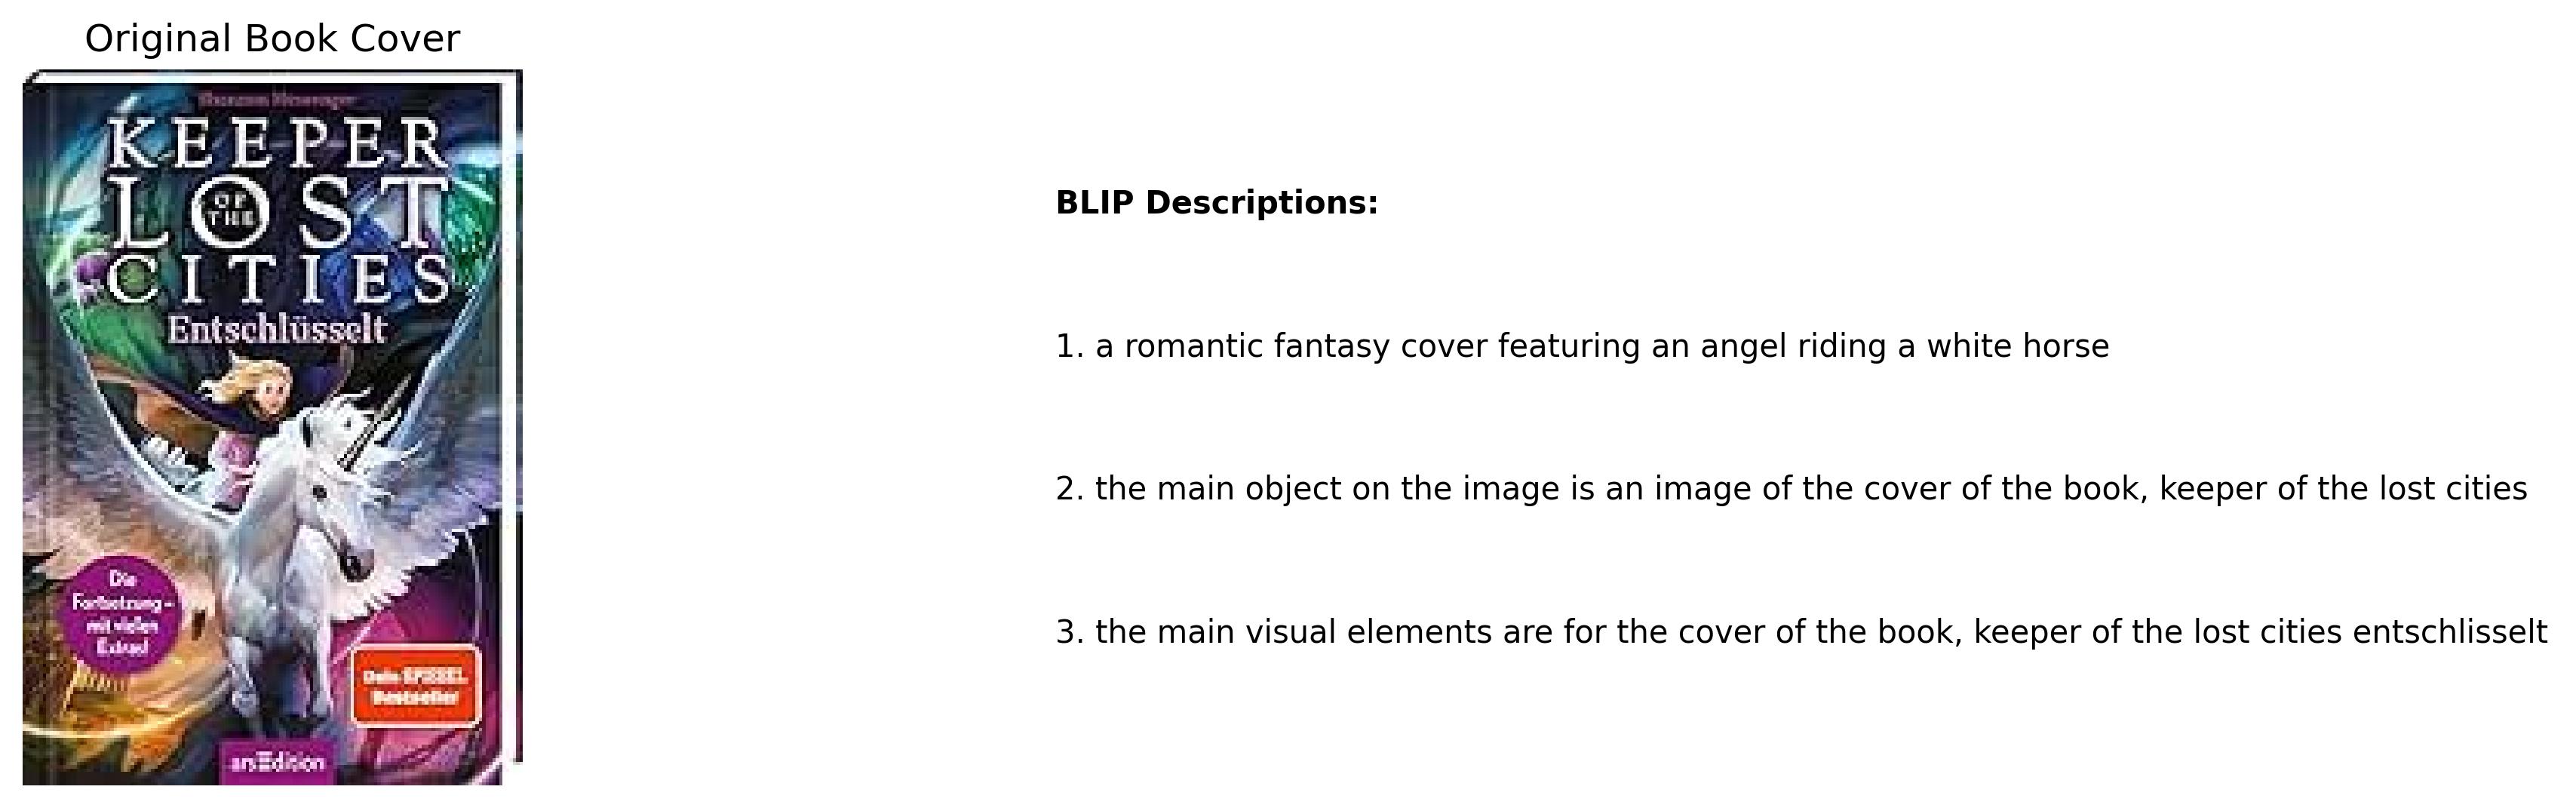 Original Book Cover
Shannon Messenger
KEEPER
LOST
OF
THE
CITIES
Entschlüsselt
Die
Fortsetzung –
mit vielen
Extras!
Dein SPIEGEL
Bestseller
arsEdition
BLIP Descriptions:
1. a romantic fantasy cover featuring an angel riding a white horse
2. the main object on the image is an image of the cover of the book, keeper of the lost cities
3. the main visual elements are for the cover of the book, keeper of the lost cities entschlisselt